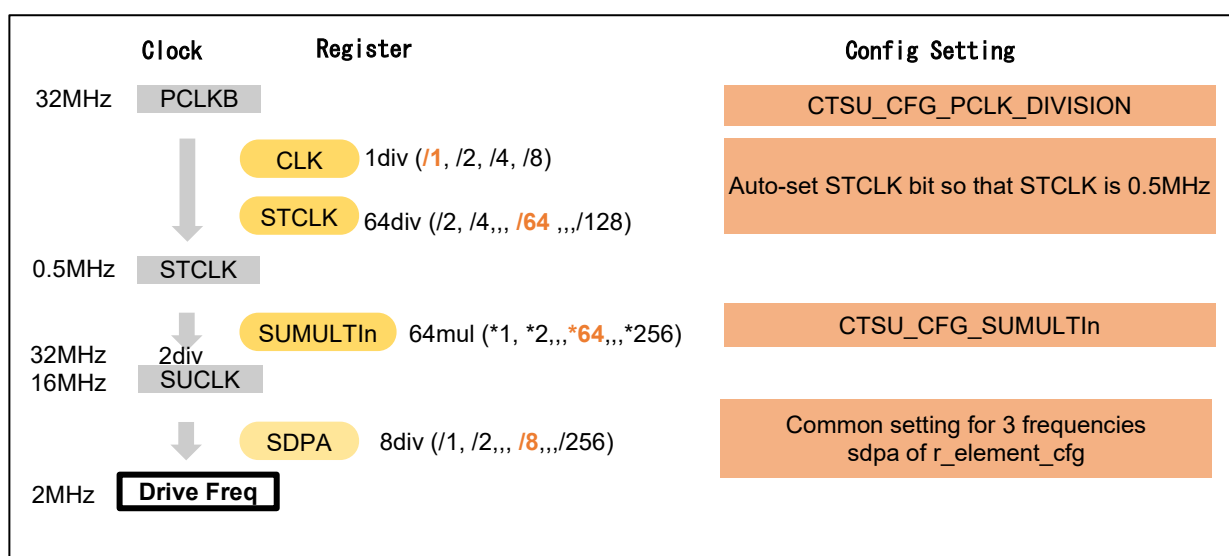 Clock Register Config Setting
32MHz PCLKB CTSU_CFG_PCLK_DIVISION
CLK 1div (/1, /2, /4, /8)
Auto-set STCLK bit so that STCLK is 0.5MHz
STCLK 64div (/2, /4,,, /64 ,,,/128)
0.5MHz STCLK
SUMULTIn 64mul (*1, *2,,,*64,,,*256) CTSU_CFG_SUMULTIn
32MHz 2div
16MHz SUCLK
SDPA 8div (/1, /2,,, /8,,,/256)
Common setting for 3 frequencies
sdpa of r_element_cfg
2MHz Drive Freq